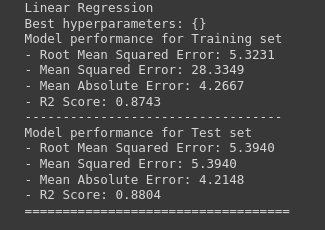 Linear Regression
Best hyperparameters: {}
Model performance for Training set
- Root Mean Squared Error: 5.3231
- Mean Squared Error: 28.3349
- Mean Absolute Error: 4.2667
- R2 Score: 0.8743
----------------------------------
Model performance for Test set
- Root Mean Squared Error: 5.3940
- Mean Squared Error: 5.3940
- Mean Absolute Error: 4.2148
- R2 Score: 0.8804
===================================